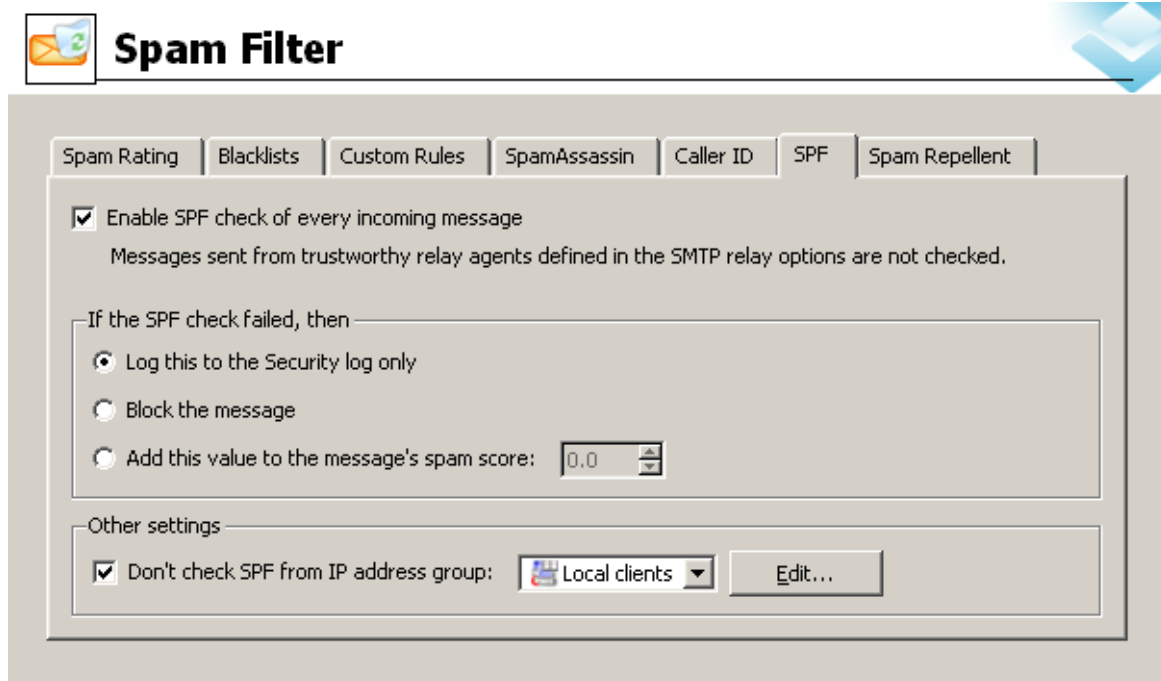 Spam Filter
Spam Rating Blacklists Custom Rules SpamAssassin Caller ID SPF Spam Repellent
Enable SPF check of every incoming message
Messages sent from trustworthy relay agents defined in the SMTP relay options are not checked.
If the SPF check failed, then
Log this to the Security log only
Block the message
Add this value to the message's spam score: 0.0
Other settings
Don't check SPF from IP address group: Local clients Edit...